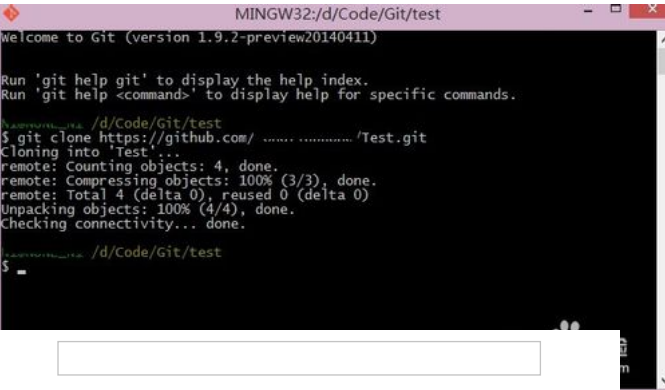 MINGW32:/d/Code/Git/test
Welcome to Git (version 1.9.2-preview20140411)
Run 'git help git' to display the help index.
Run 'git help <command>' to display help for specific commands.
/d/Code/Git/test
$ git clone https://github.com/ /Test.git
Cloning into 'Test'...
remote: Counting objects: 4, done.
remote: Compressing objects: 100% (3/3), done.
remote: Total 4 (delta 0), reused 0 (delta 0)
Unpacking objects: 100% (4/4), done.
Checking connectivity... done.
/d/Code/Git/test
$